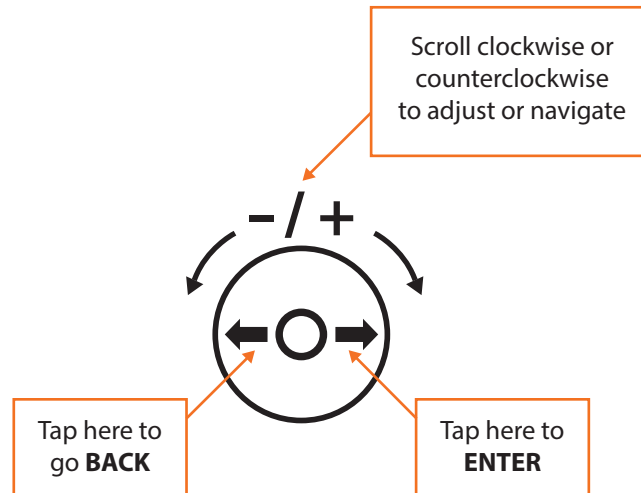 Scroll clockwise or
counterclockwise
to adjust or navigate
- / +
Tap here to
go BACK
Tap here to
ENTER